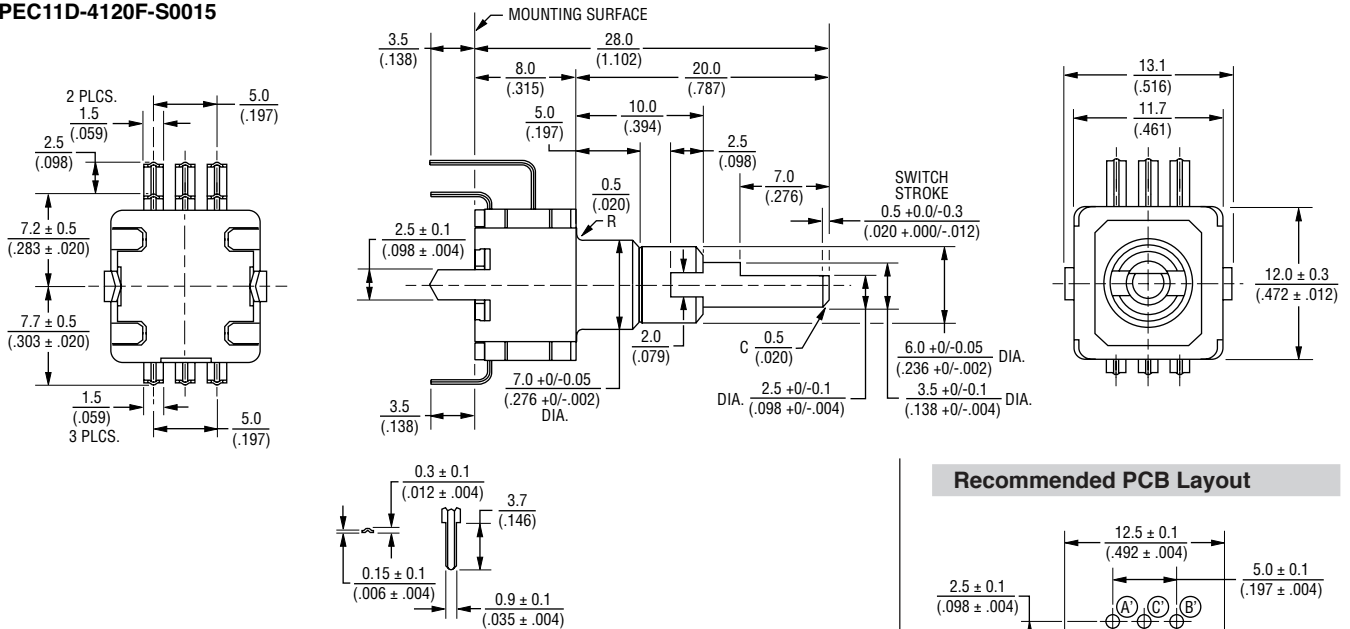 PEC11D-4120F-S0015
MOUNTING SURFACE
3.5
(.138)
28.0
(1.102)
8.0
(.315)
20.0
(.787)
5.0
(.197)
10.0
(.394)
2.5
(.098)
7.0
(.276)
SWITCH
STROKE
0.5 +0.0/-0.3
(.020 +.000/-.012)
0.5
(.020)
R
2.5 ± 0.1
(.098 ± .004)
2.0
(.079)
C
0.5
(.020)
7.0 +0/-0.05
(.276 +0/-.002)
DIA.
6.0 +0/-0.05
(.236 +0/-.002)
DIA.
DIA.
2.5 +0/-0.1
(.098 +0/-.004)
3.5 +0/-0.1
(.138 +0/-.004)
DIA.
3.5
(.138)
2 PLCS.
1.5
(.059)
5.0
(.197)
2.5
(.098)
7.2 ± 0.5
(.283 ± .020)
7.7 ± 0.5
(.303 ± .020)
1.5
(.059)
3 PLCS.
5.0
(.197)
13.1
(.516)
11.7
(.461)
12.0 ± 0.3
(.472 ± .012)
0.3 ± 0.1
(.012 ± .004)
3.7
(.146)
0.15 ± 0.1
(.006 ± .004)
0.9 ± 0.1
(.035 ± .004)
Recommended PCB Layout
12.5 ± 0.1
(.492 ± .004)
2.5 ± 0.1
(.098 ± .004)
5.0 ± 0.1
(.197 ± .004)
A' C' B'